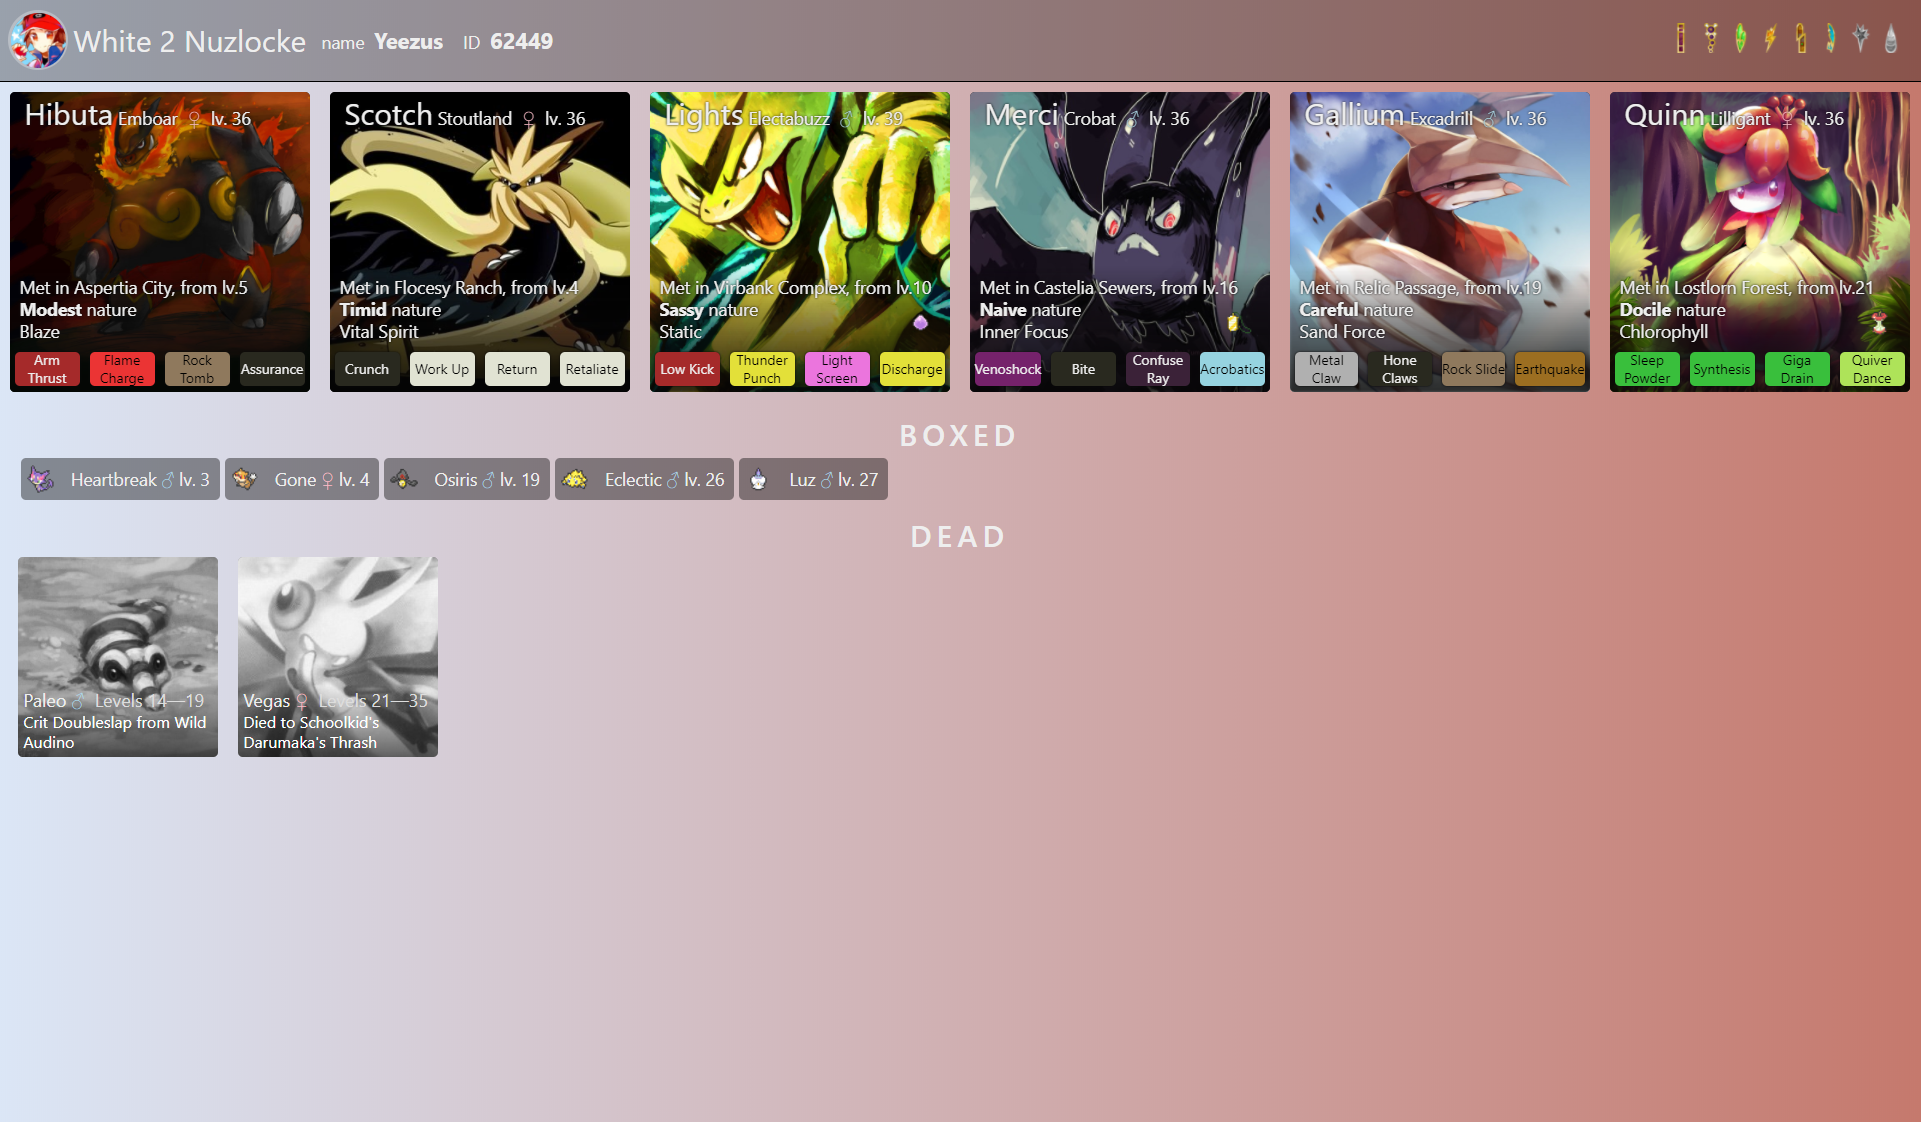 White 2 Nuzlocke name Yeezus ID 62449
Hibuta Emboar ♀ lv. 36
Met in Aspertia City, from lv.5
Modest nature
Blaze
Arm Thrust
Flame Charge
Rock Tomb
Assurance
Scotch Stoutland ♀ lv. 36
Met in Flocesy Ranch, from lv.4
Timid nature
Vital Spirit
Crunch
Work Up
Return
Retaliate
Lights Electabuzz ♂ lv. 39
Met in Virbank Complex, from lv.10
Sassy nature
Static
Low Kick
Thunder Punch
Light Screen
Discharge
Merci Crobat ♂ lv. 36
Met in Castelia Sewers, from lv.16
Naive nature
Inner Focus
Venoshock
Bite
Confuse Ray
Acrobatics
Gallium Excadrill ♂ lv. 36
Met in Relic Passage, from lv.19
Careful nature
Sand Force
Metal Claw
Hone Claws
Rock Slide
Earthquake
Quinn Lilligant ♀ lv. 36
Met in Lostlorn Forest, from lv.21
Docile nature
Chlorophyll
Sleep Powder
Synthesis
Giga Drain
Quiver Dance
BOXED
Heartbreak ♂ lv. 3
Gone ♀ lv. 4
Osiris ♂ lv. 19
Eclectic ♂ lv. 26
Luz ♂ lv. 27
DEAD
Paleo ♂ Levels 14—19
Crit Doubleslap from Wild
Audino
Vegas ♀ Levels 21—35
Died to Schoolkid's
Darumaka's Thrash